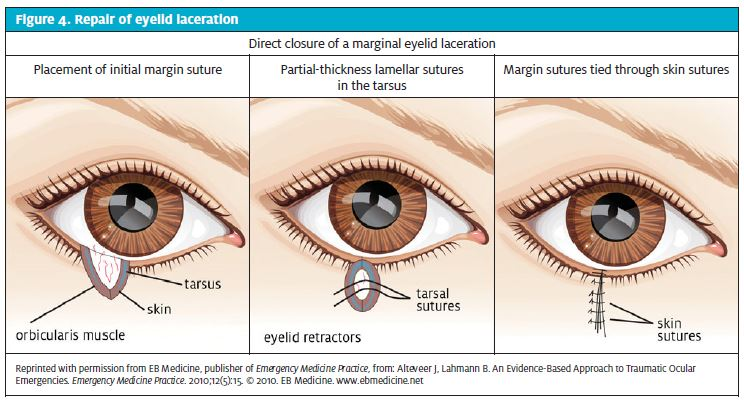 Figure 4. Repair of eyelid laceration
Direct closure of a marginal eyelid laceration
Placement of initial margin suture
Partial-thickness lamellar sutures
in the tarsus
Margin sutures tied through skin sutures
tarsus
skin
orbicularis muscle
tarsal
sutures
eyelid retractors
skin
sutures
Reprinted with permission from EB Medicine, publisher of Emergency Medicine Practice, from: Alteveer J, Lahmann B. An Evidence-Based Approach to Traumatic Ocular
Emergencies. Emergency Medicine Practice. 2010;12(5):15. © 2010. EB Medicine. www.ebmedicine.net